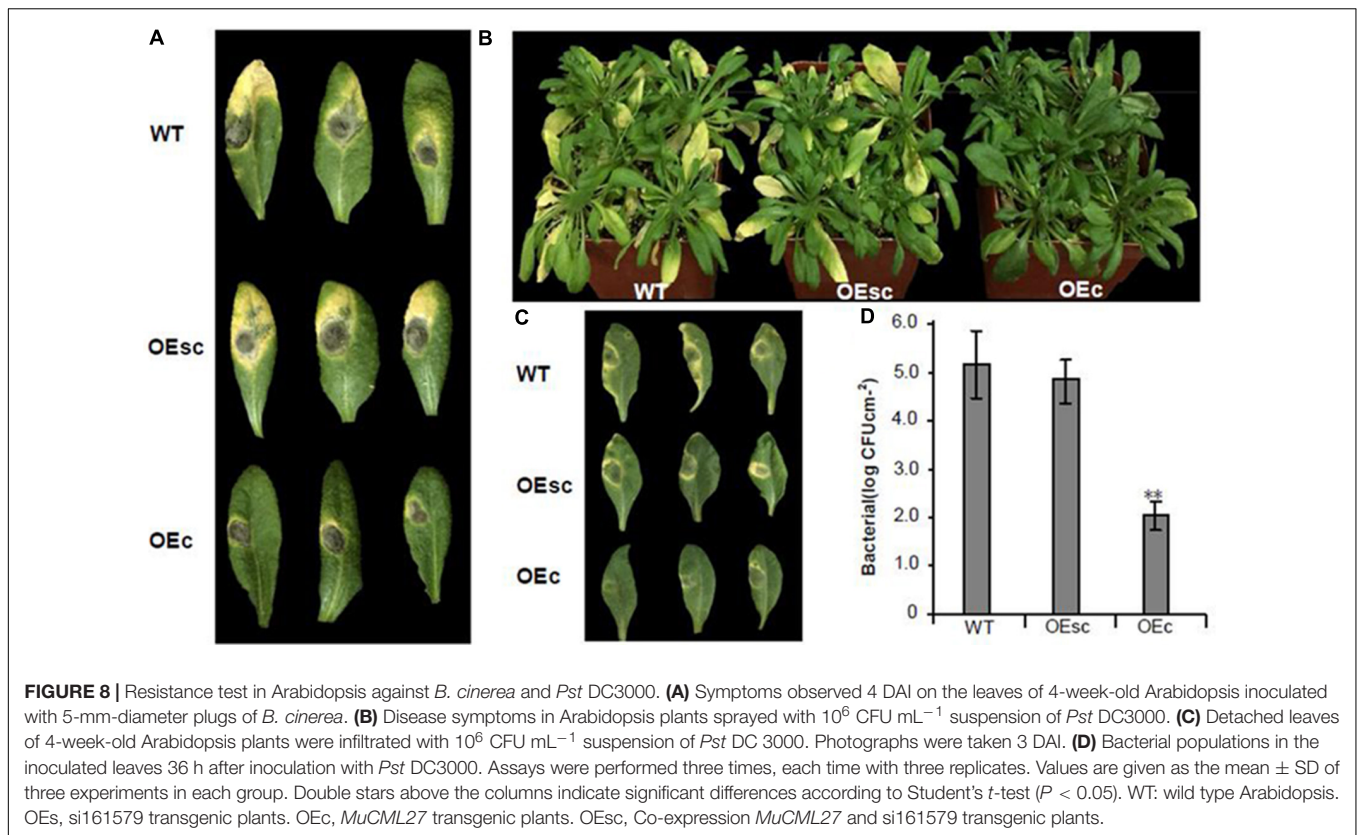 A
B
WT
OEsc
OEc
WT
OEsc
OEc
C
D
WT
OEsc
OEc
Bacterial(log CFUcm-²)
6.0
5.0
4.0
3.0
2.0
1.0
0
**
WT
OEsc
OEc
FIGURE 8 | Resistance test in Arabidopsis against B. cinerea and Pst DC3000. (A) Symptoms observed 4 DAI on the leaves of 4-week-old Arabidopsis inoculated
with 5-mm-diameter plugs of B. cinerea. (B) Disease symptoms in Arabidopsis plants sprayed with 10⁶ CFU mL⁻¹ suspension of Pst DC3000. (C) Detached leaves
of 4-week-old Arabidopsis plants were infiltrated with 10⁶ CFU mL⁻¹ suspension of Pst DC 3000. Photographs were taken 3 DAI. (D) Bacterial populations in the
inoculated leaves 36 h after inoculation with Pst DC3000. Assays were performed three times, each time with three replicates. Values are given as the mean ± SD of
three experiments in each group. Double stars above the columns indicate significant differences according to Student's t-test (P < 0.05). WT: wild type Arabidopsis.
OEs, si161579 transgenic plants. OEc, MuCML27 transgenic plants. OEsc, Co-expression MuCML27 and si161579 transgenic plants.